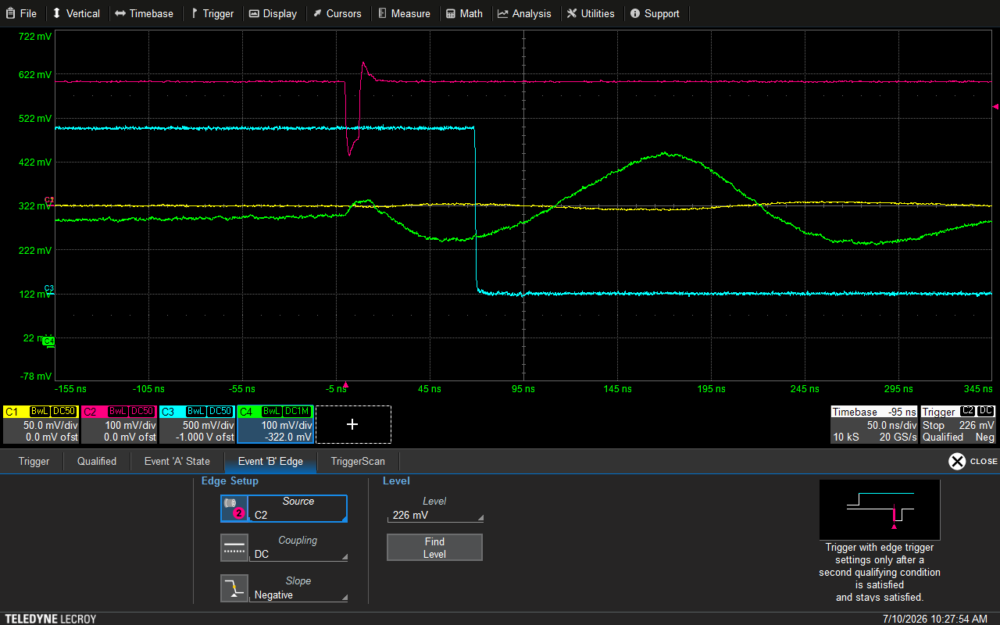 File Vertical Timebase Trigger Display Cursors Measure Math Analysis Utilities Support
722 mV
622 mV
522 mV
422 mV
C1
322 mV
222 mV
C3
122 mV
22 mV
C4
-78 mV
-155 ns -105 ns -55 ns -5 ns 45 ns 95 ns 145 ns 195 ns 245 ns 295 ns 345 ns
C1 BwL DC50 C2 BwL DC50 C3 BwL DC50 C4 BwL DC1M
50.0 mV/div 100 mV/div 500 mV/div 100 mV/div
0.0 mV ofst 0.0 mV ofst -1.000 V ofst -322.0 mV
+
Timebase -95 ns Trigger C2 DC
50.0 ns/div Stop 226 mV
10 kS 20 GS/s Qualified Neg
Trigger Qualified Event 'A' State Event 'B' Edge TriggerScan CLOSE
Edge Setup Level
Source
2 C2
Level
226 mV
Coupling
DC
Find
Level
Slope
Negative
Trigger with edge trigger
settings only after a
second qualifying condition
is satisfied
and stays satisfied.
TELEDYNE LECROY 7/10/2026 10:27:54 AM